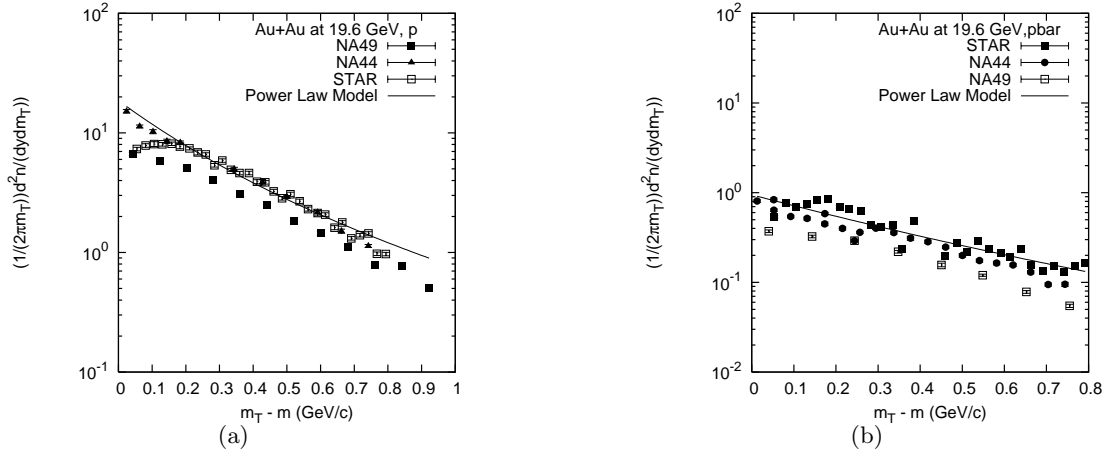 Au+Au at 19.6 GeV, p
NA49
NA44
STAR
Power Law Model
(1/(2πm_T))d^2n/(dydm_T))
10^2
10^1
10^0
10^-1
0 0.1 0.2 0.3 0.4 0.5 0.6 0.7 0.8 0.9 1
m_T - m (GeV/c)
(a)
Au+Au at 19.6 GeV,pbar
STAR
NA44
NA49
Power Law Model
(1/(2πm_T))d^2n/(dydm_T))
10^2
10^1
10^0
10^-1
10^-2
0 0.1 0.2 0.3 0.4 0.5 0.6 0.7 0.8
m_T - m (GeV/c)
(b)